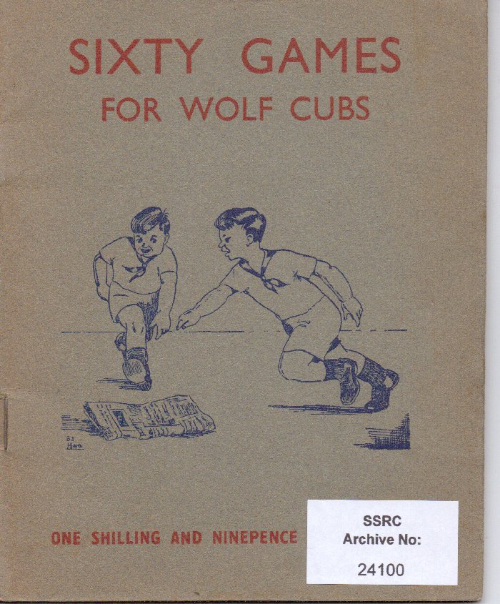 SIXTY GAMES
FOR WOLF CUBS
ONE SHILLING AND NINEPENCE
SSRC
Archive No:
24100